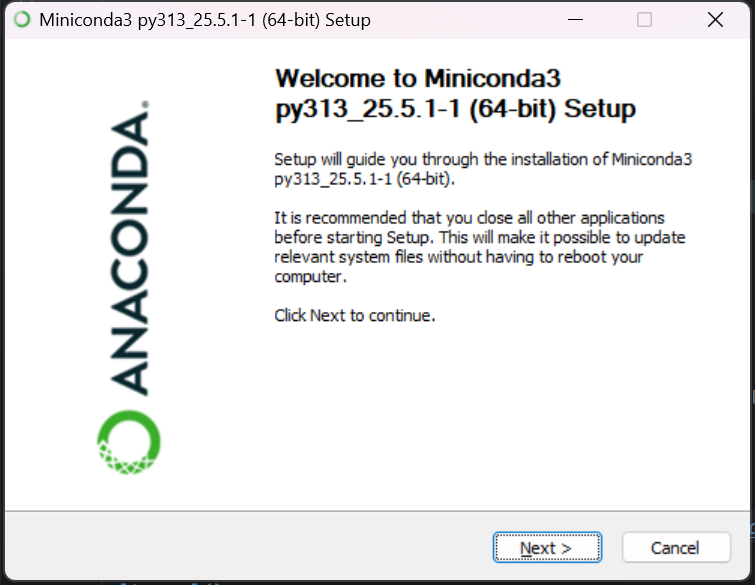 Miniconda3 py313_25.5.1-1 (64-bit) Setup
Welcome to Miniconda3
py313_25.5.1-1 (64-bit) Setup
Setup will guide you through the installation of Miniconda3
py313_25.5.1-1 (64-bit).
It is recommended that you close all other applications
before starting Setup. This will make it possible to update
relevant system files without having to reboot your
computer.
Click Next to continue.
ANACONDA.
Next >
Cancel